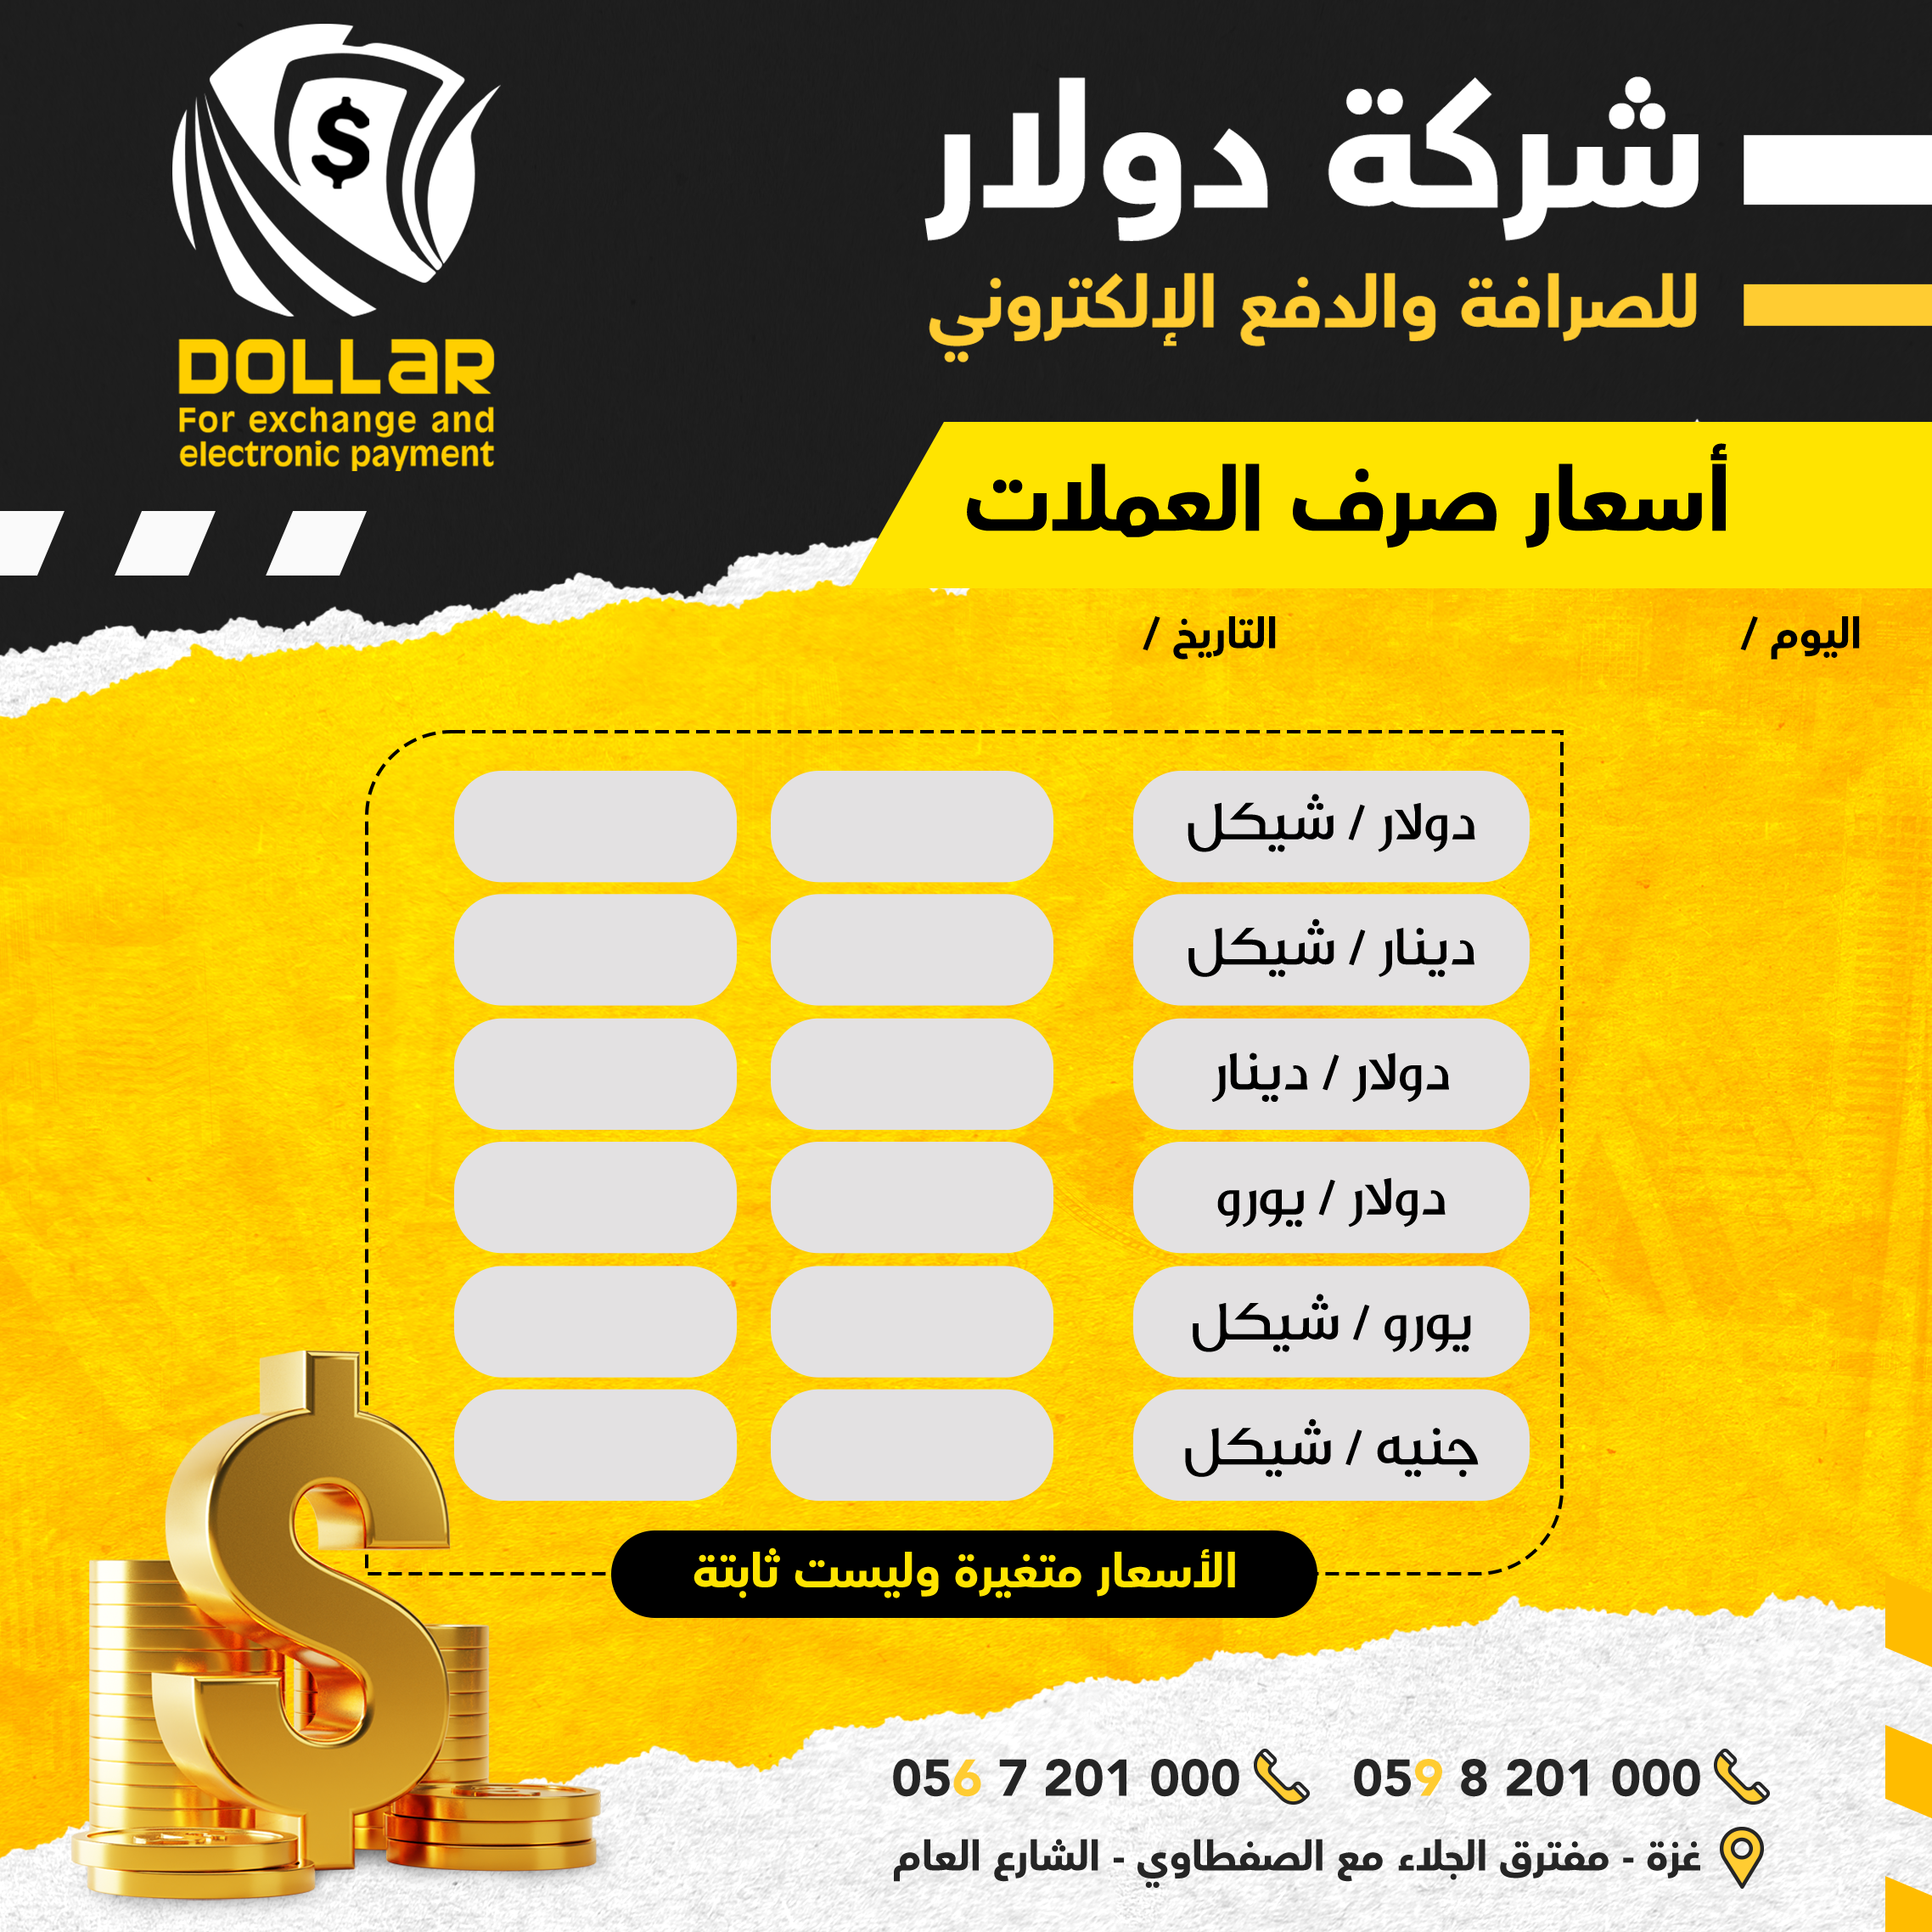 شركة دولار
للصرافة والدفع الإلكتروني
$
DOLLAR
For exchange and
electronic payment
أسعار صرف العملات
اليوم /
التاريخ /
دولار / شيكل
دينار / شيكل
دولار / دينار
دولار / يورو
يورو / شيكل
جنيه / شيكل
الأسعار متغيرة وليست ثابتة
059 8 201 000
056 7 201 000
غزة - مفترق الجلاء مع الصفطاوي - الشارع العام